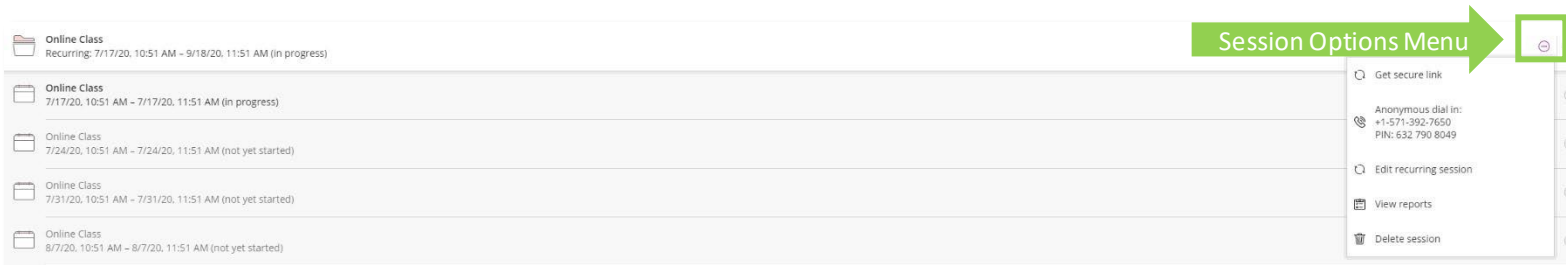 Online Class
Recurring: 7/17/20, 10:51 AM – 9/18/20, 11:51 AM (in progress)
Session Options Menu
Get secure link
Online Class
7/17/20, 10:51 AM – 7/17/20, 11:51 AM (in progress)
Anonymous dial in:
+1-571-392-7650
PIN: 632 790 8049
Online Class
7/24/20, 10:51 AM – 7/24/20, 11:51 AM (not yet started)
Edit recurring session
Online Class
7/31/20, 10:51 AM – 7/31/20, 11:51 AM (not yet started)
View reports
Online Class
8/7/20, 10:51 AM – 8/7/20, 11:51 AM (not yet started)
Delete session